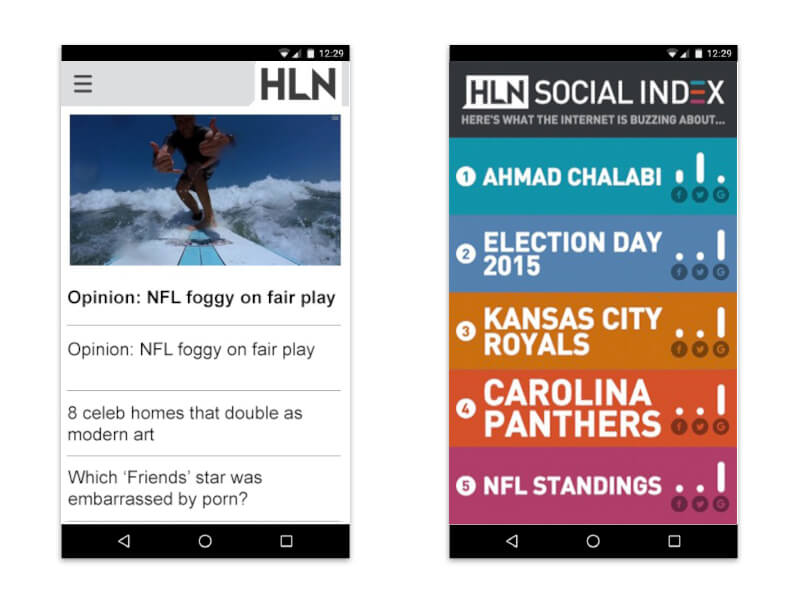 12:29
HLN
Opinion: NFL foggy on fair play
Opinion: NFL foggy on fair play
8 celeb homes that double as
modern art
Which ‘Friends’ star was
embarrassed by porn?
12:29
HLN SOCIAL INDEX
HERE'S WHAT THE INTERNET IS BUZZING ABOUT...
1 AHMAD CHALABI
2 ELECTION DAY
2015
3 KANSAS CITY
ROYALS
4 CAROLINA
PANTHERS
5 NFL STANDINGS